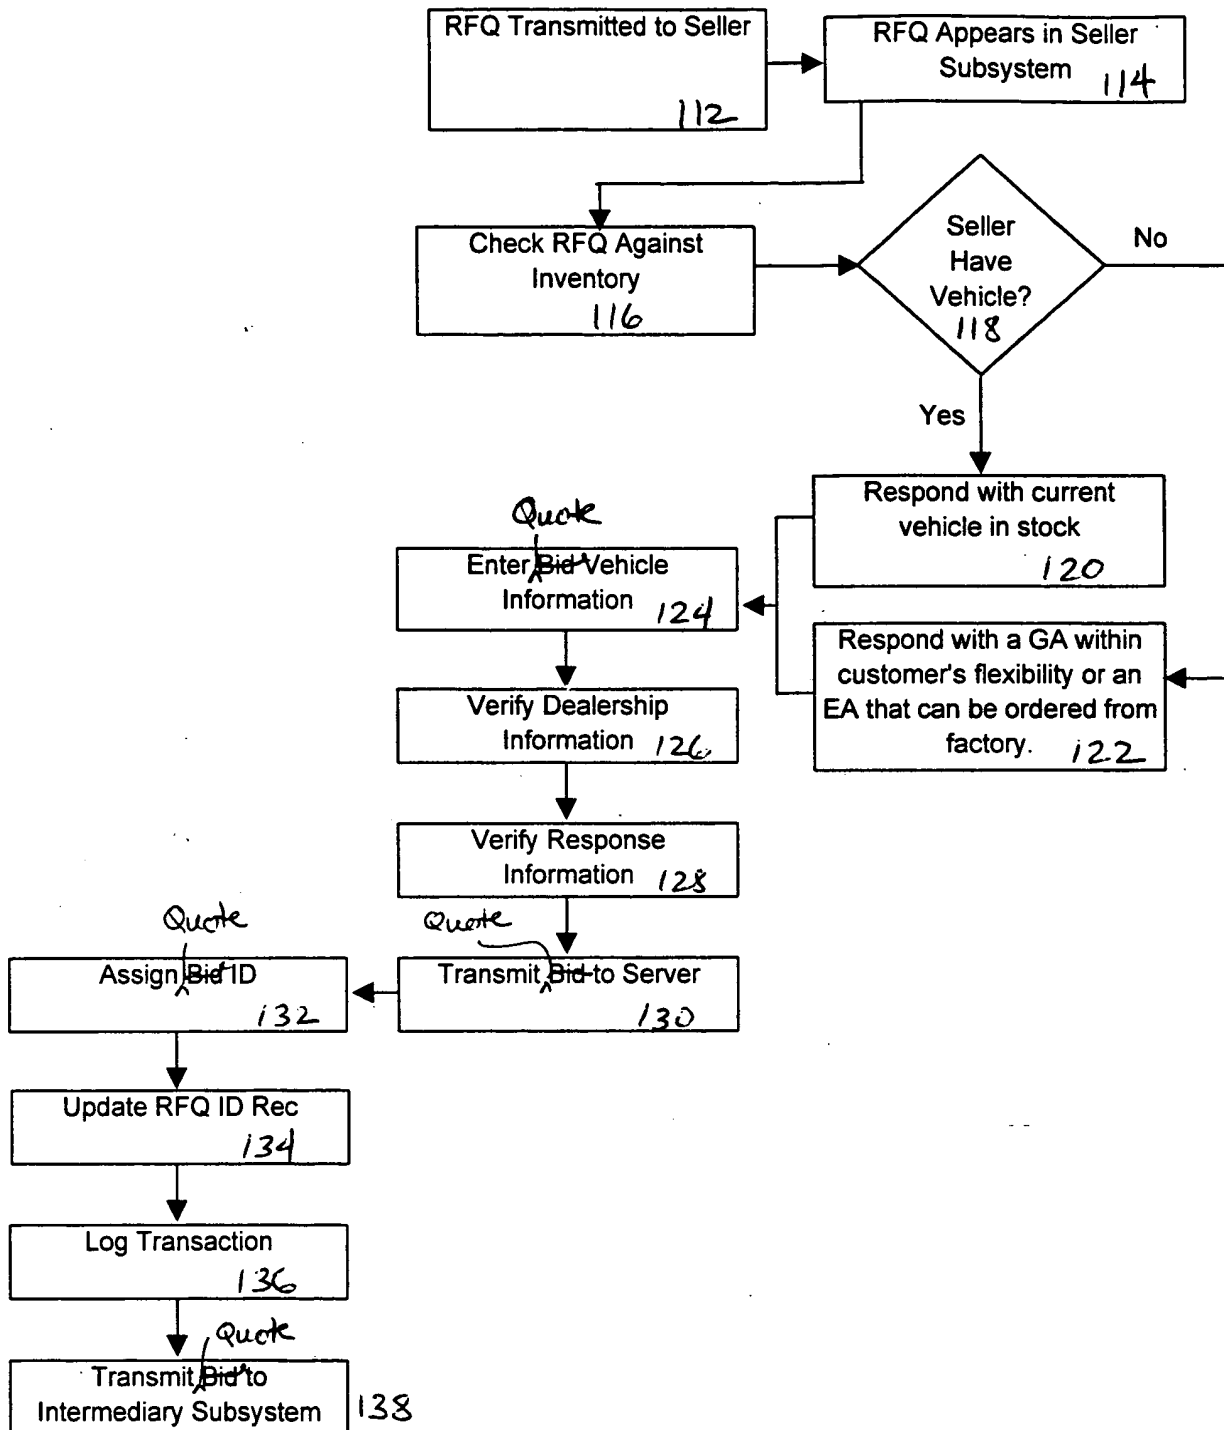 RFQ Transmitted to Seller
112
RFQ Appears in Seller
Subsystem
114
Check RFQ Against
Inventory
116
Seller
Have
Vehicle?
118
No
Yes
Respond with current
vehicle in stock
120
Respond with a GA within
customer's flexibility or an
EA that can be ordered from
factory.
122
Quote
Enter Bid Vehicle
Information
124
Verify Dealership
Information
126
Verify Response
Information
128
Quote
Transmit Bid to Server
130
Quote
Assign Bid ID
132
Update RFQ ID Rec
134
Log Transaction
136
Quote
Transmit Bid to
Intermediary Subsystem
138